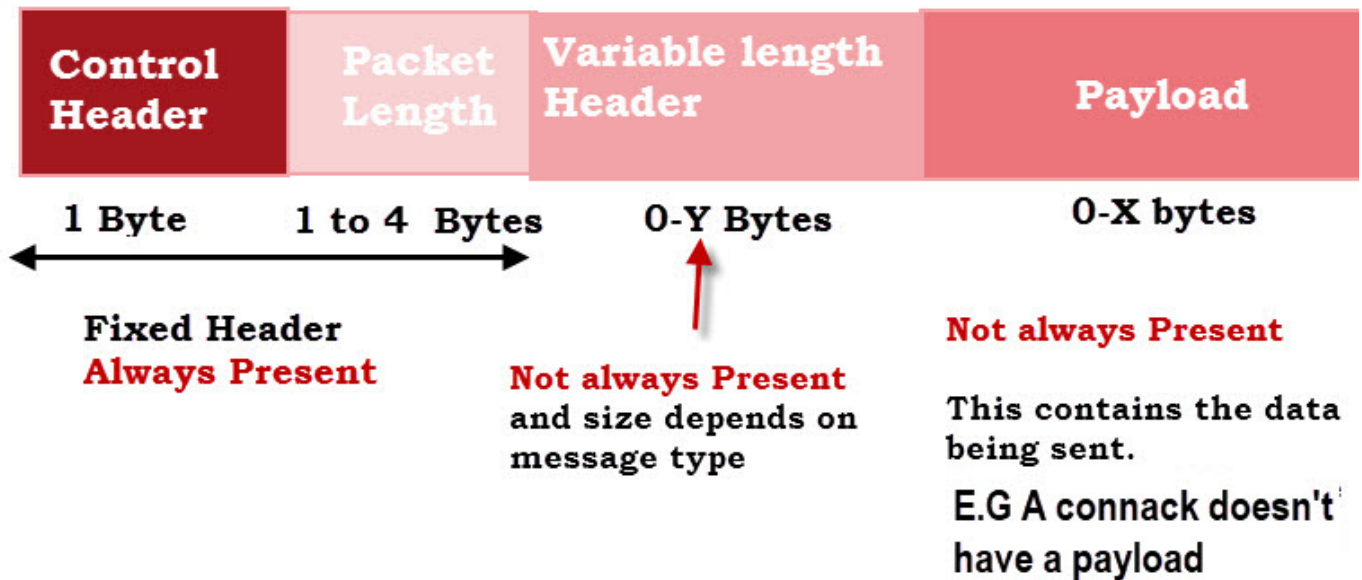 Control
Header
Packet
Length
Variable length
Header
Payload
1 Byte
1 to 4 Bytes
0-Y Bytes
0-X bytes
Fixed Header
Always Present
Not always Present
and size depends on
message type
Not always Present
This contains the data
being sent.
E.G A connack doesn't
have a payload